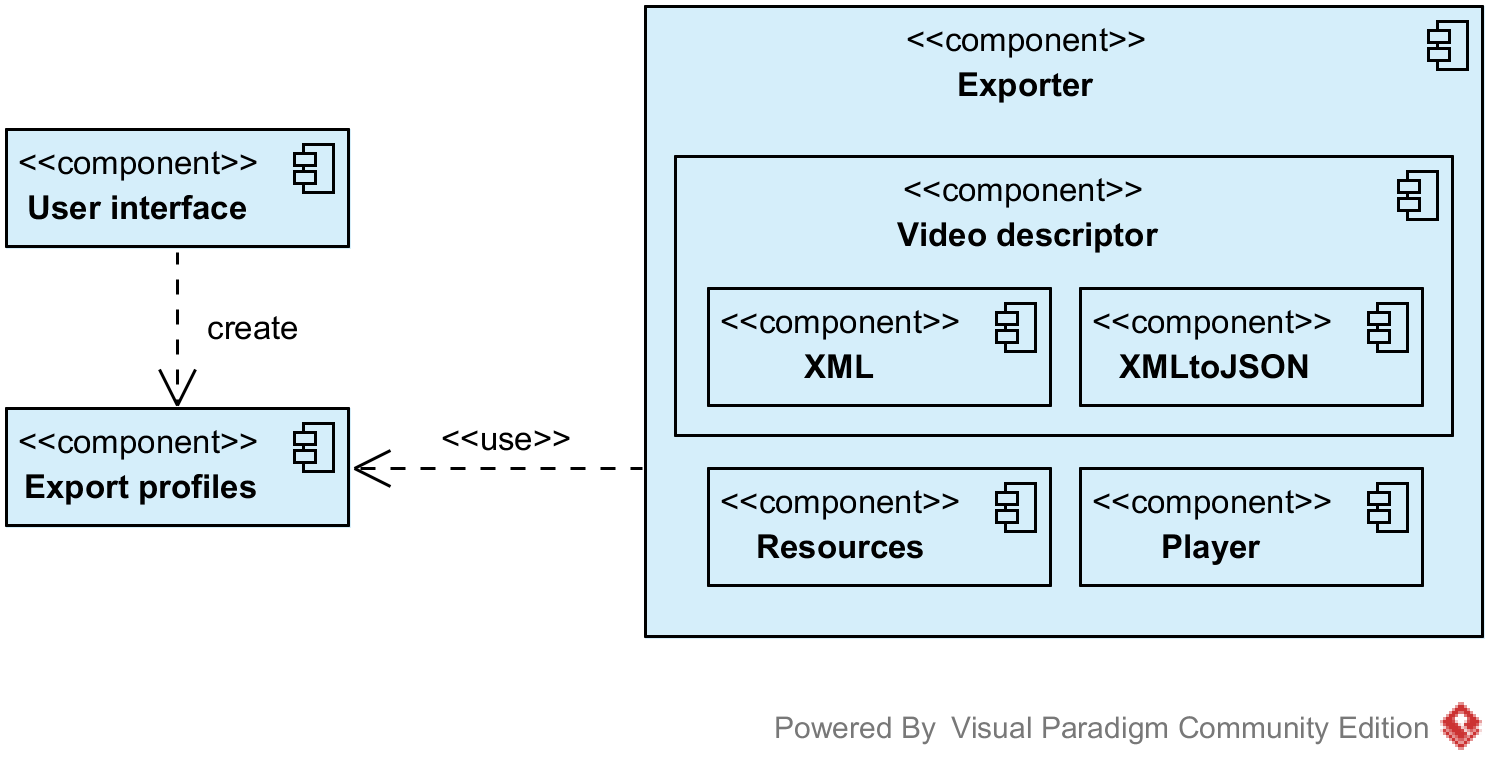 <<component>>
User interface
create
<<component>>
Export profiles
<<use>>
<<component>>
Exporter
<<component>>
Video descriptor
<<component>>
XML
<<component>>
XMLtoJSON
<<component>>
Resources
<<component>>
Player
Powered By Visual Paradigm Community Edition